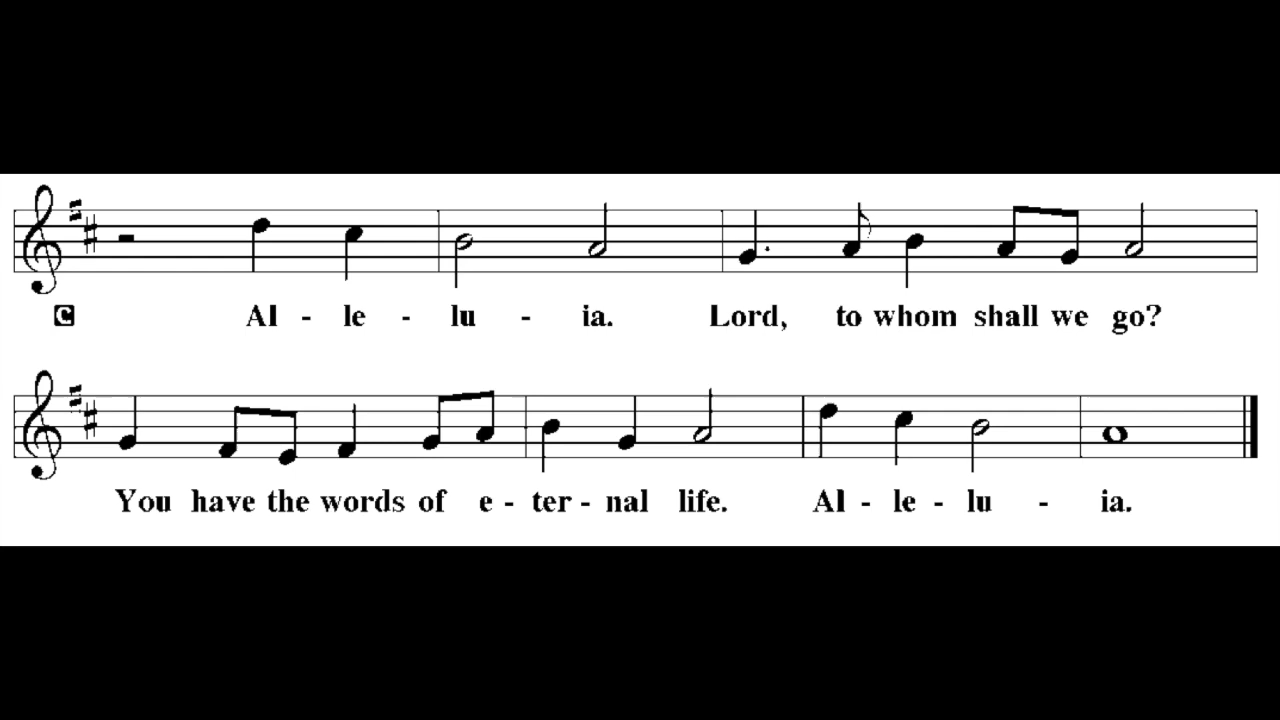 C Al - le - lu - ia. Lord, to whom shall we go?
You have the words of e - ter - nal life. Al - le - lu - ia.